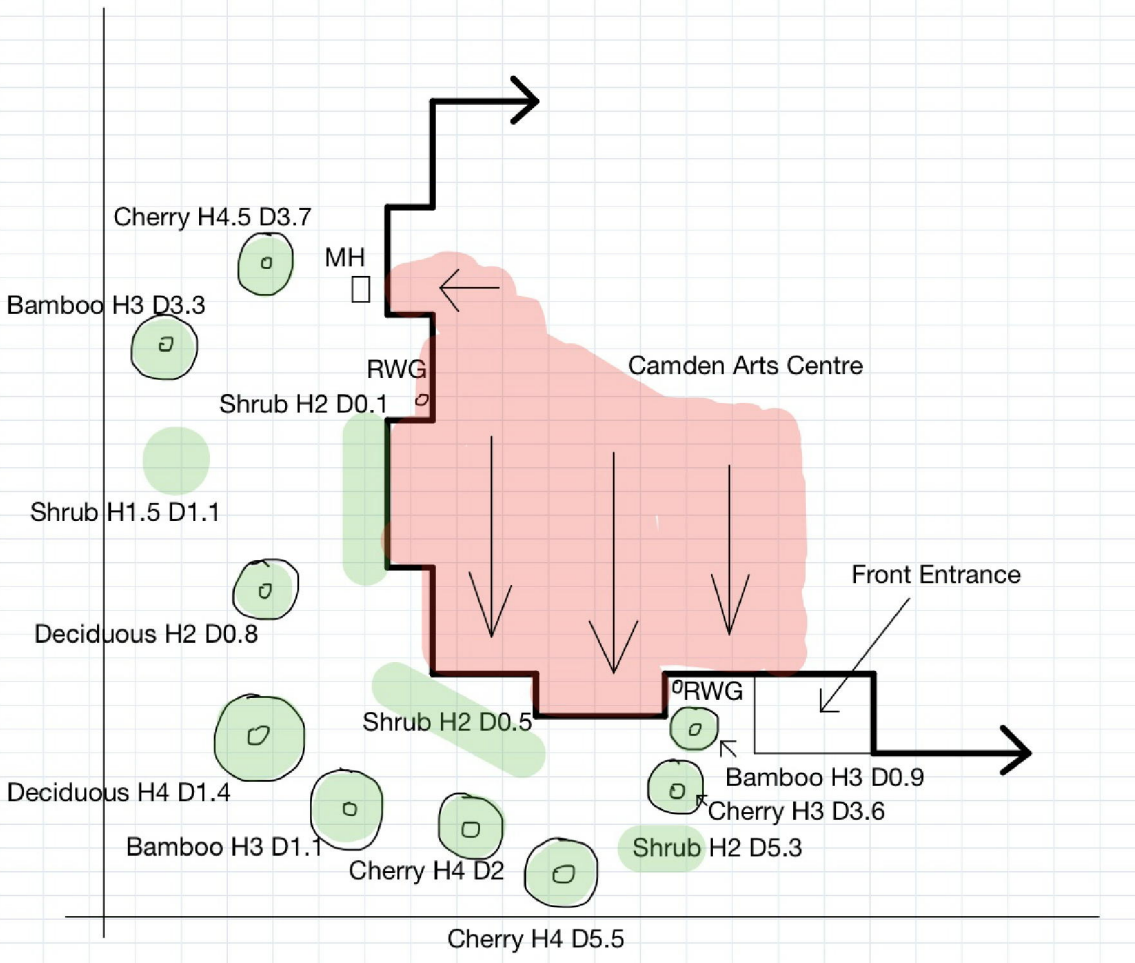 Cherry H4.5 D3.7
MH
Bamboo H3 D3.3
RWG
Camden Arts Centre
Shrub H2 D0.1
Shrub H1.5 D1.1
Front Entrance
Deciduous H2 D0.8
RWG
Shrub H2 D0.5
Bamboo H3 D0.9
Deciduous H4 D1.4
Cherry H3 D3.6
Bamboo H3 D1.1
Shrub H2 D5.3
Cherry H4 D2
Cherry H4 D5.5